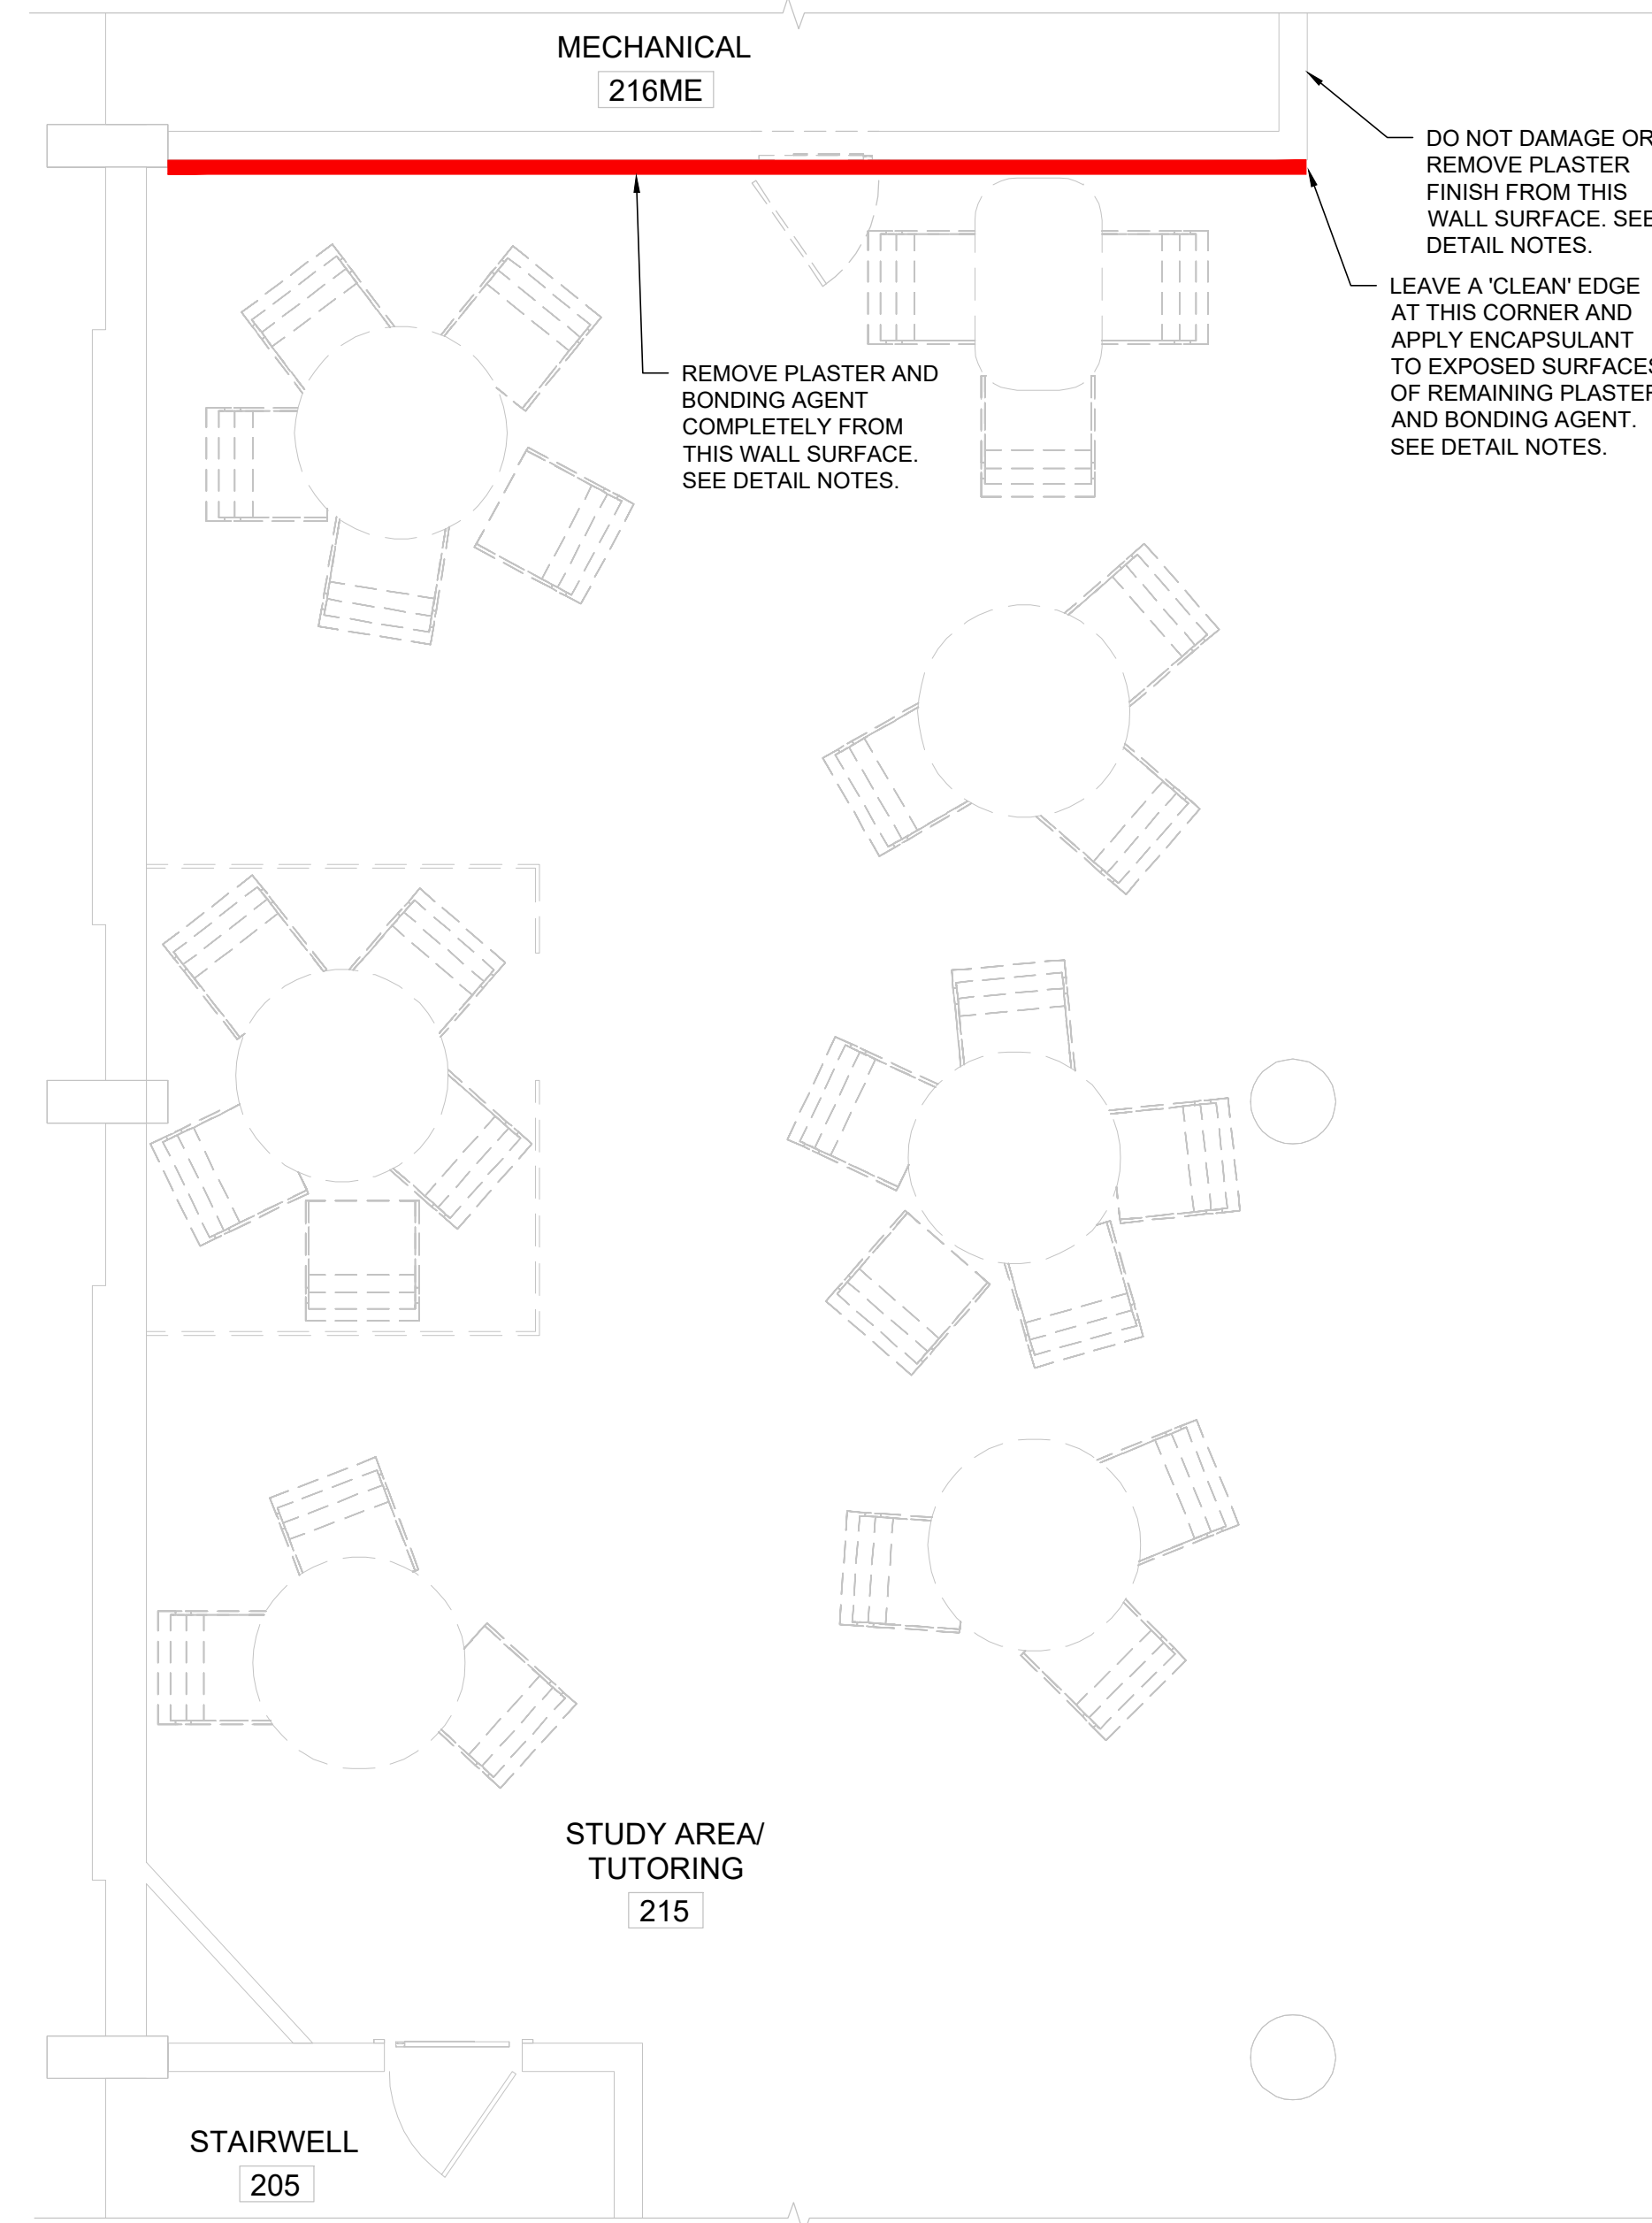 MECHANICAL
216ME
DO NOT DAMAGE OR
REMOVE PLASTER
FINISH FROM THIS
WALL SURFACE. SEE
DETAIL NOTES.
LEAVE A 'CLEAN' EDGE
AT THIS CORNER AND
APPLY ENCAPSULANT
TO EXPOSED SURFACES
OF REMAINING PLASTER
AND BONDING AGENT.
SEE DETAIL NOTES.
REMOVE PLASTER AND
BONDING AGENT
COMPLETELY FROM
THIS WALL SURFACE.
SEE DETAIL NOTES.
STUDY AREA/
TUTORING
215
STAIRWELL
205